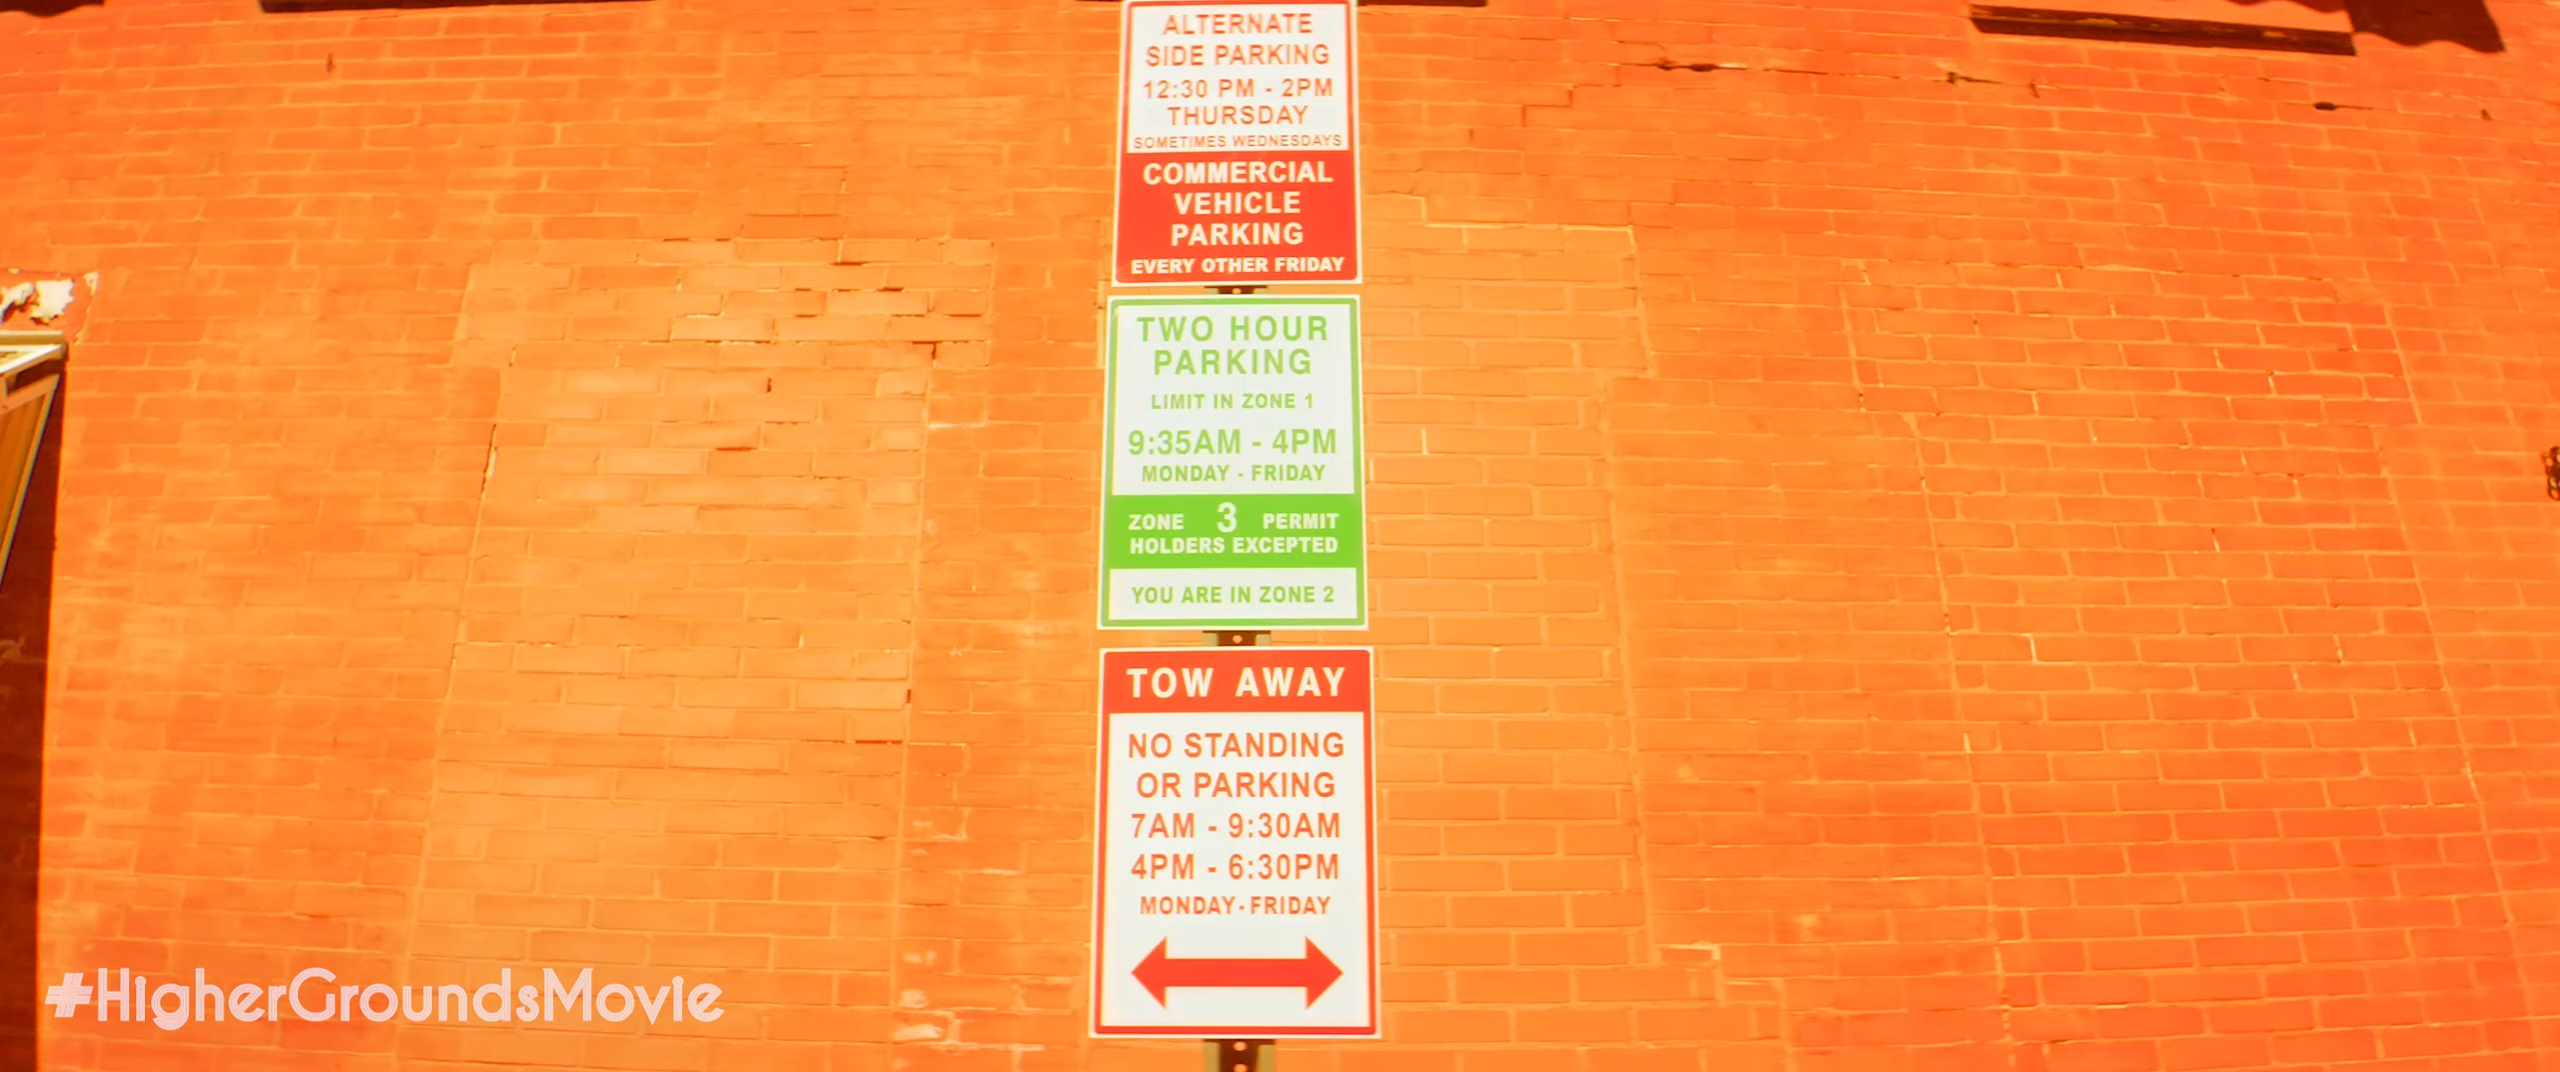 ALTERNATE
SIDE PARKING
12:30 PM - 2PM
THURSDAY
SOMETIMES WEDNESDAYS
COMMERCIAL
VEHICLE
PARKING
EVERY OTHER FRIDAY
TWO HOUR
PARKING
LIMIT IN ZONE 1
9:35AM - 4PM
MONDAY - FRIDAY
ZONE 3 PERMIT
HOLDERS EXCEPTED
YOU ARE IN ZONE 2
TOW AWAY
NO STANDING
OR PARKING
7AM - 9:30AM
4PM - 6:30PM
MONDAY-FRIDAY
#HigherGroundsMovie